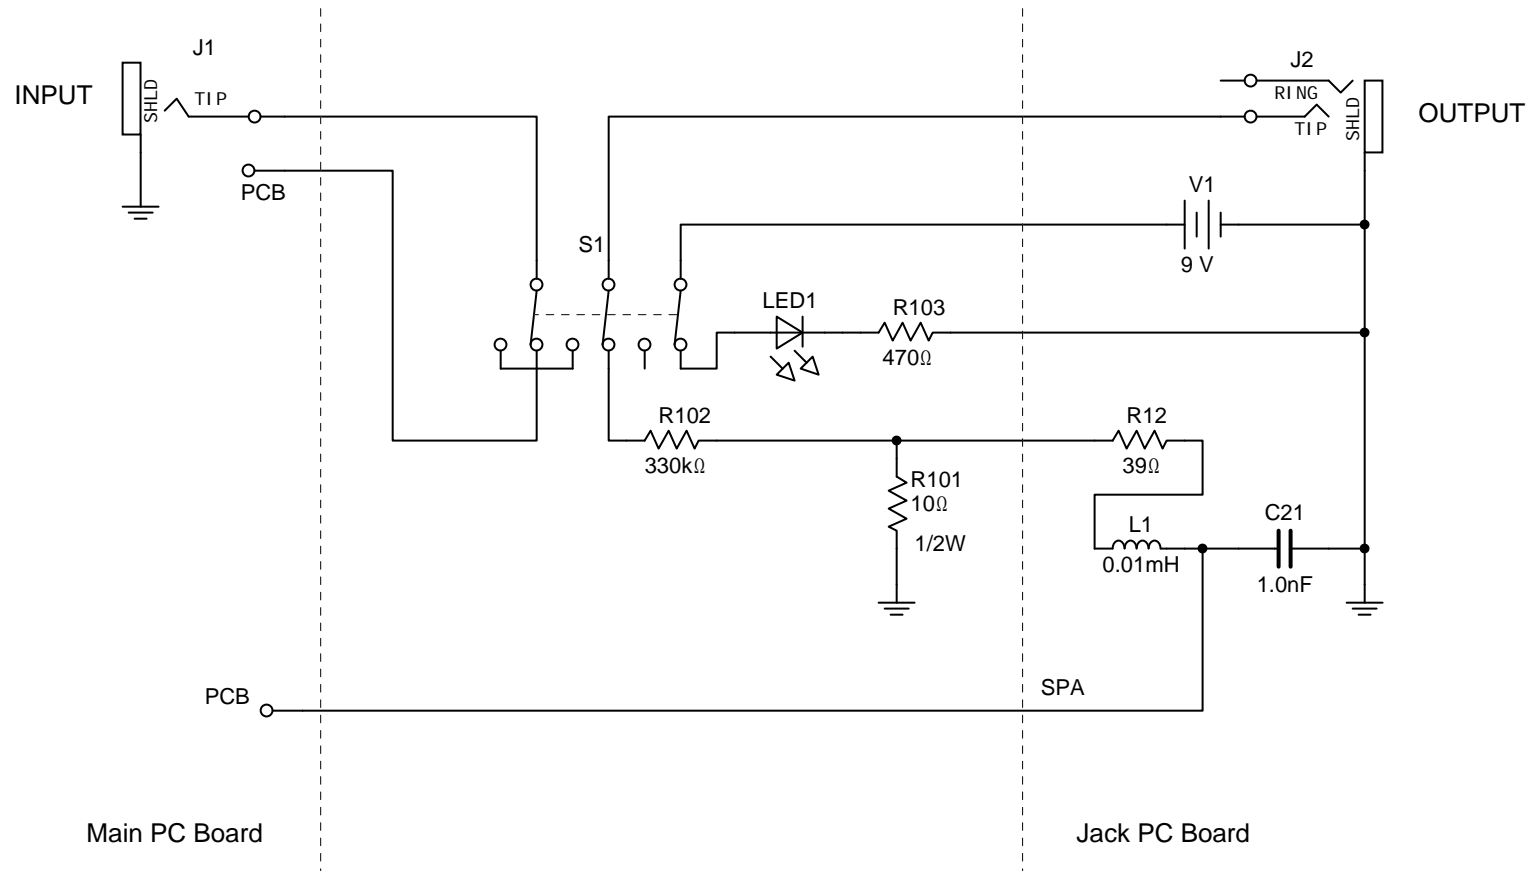 J1
INPUT
SHLD
TIP
PCB
J2
RING
TIP
SHLD
OUTPUT
V1
9 V
S1
LED1
R103
470Ω
R102
330kΩ
R101
10Ω
1/2W
R12
39Ω
L1
0.01mH
C21
1.0nF
PCB
SPA
Main PC Board
Jack PC Board